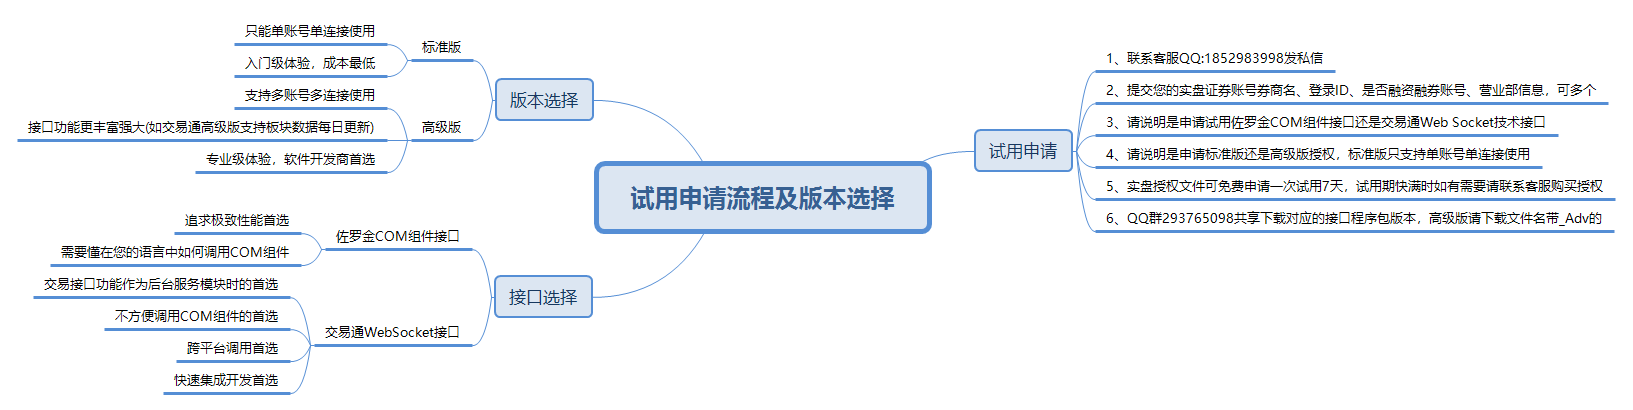 试用申请流程及版本选择
试用申请
1、联系客服QQ:1852983998发私信
2、提交您的实盘证券账号券商名、登录ID、是否融资融券账号、营业部信息，可多个
3、请说明是申请试用佐罗金COM组件接口还是交易通Web Socket技术接口
4、请说明是申请标准版还是高级版授权，标准版只支持单账号单连接使用
5、实盘授权文件可免费申请一次试用7天，试用期快满时如有需要请联系客服购买授权
6、QQ群293765098共享下载对应的接口程序包版本，高级版请下载文件名带_Adv的
版本选择
标准版
只能单账号单连接使用
入门级体验，成本最低
高级版
支持多账号多连接使用
接口功能更丰富强大(如交易通高级版支持板块数据每日更新)
专业级体验，软件开发商首选
接口选择
佐罗金COM组件接口
追求极致性能首选
需要懂在您的语言中如何调用COM组件
交易通WebSocket接口
交易接口功能作为后台服务模块时的首选
不方便调用COM组件的首选
跨平台调用首选
快速集成开发首选